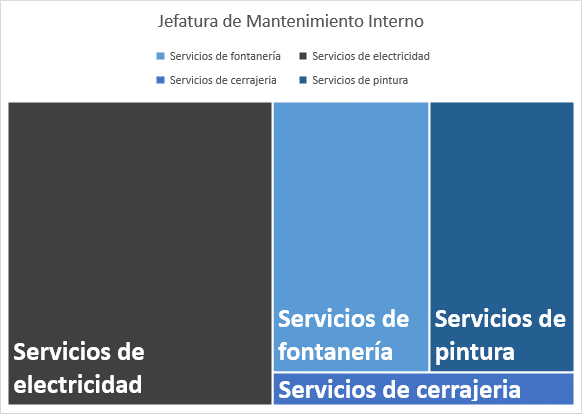 Jefatura de Mantenimiento Interno
Servicios de fontanería
Servicios de electricidad
Servicios de cerrajeria
Servicios de pintura
Servicios de
electricidad
Servicios de
fontanería
Servicios de
pintura
Servicios de cerrajeria